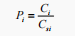 P_i = C_i / C_si